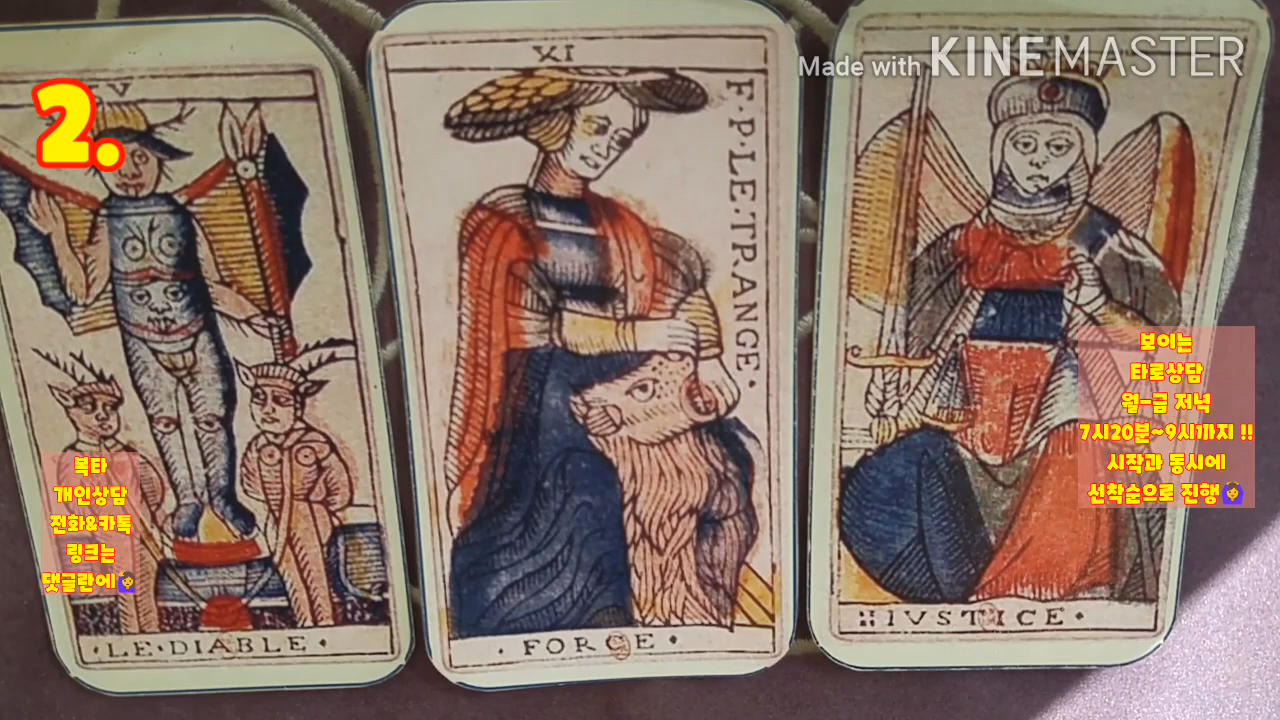 Made with KINEMASTER
2.
V
XI
F·P·LE·TRANGE·
보이는
타로상담
월-금 저녁
7시20분~9시까지 !!
시작과 동시에
선착순으로 진행🙆‍♀️
복타
개인상담
전화&카톡
링크는
댓글란에🙆‍♀️
·LE·DIABLE·
·FORCE·
IVSTICE·